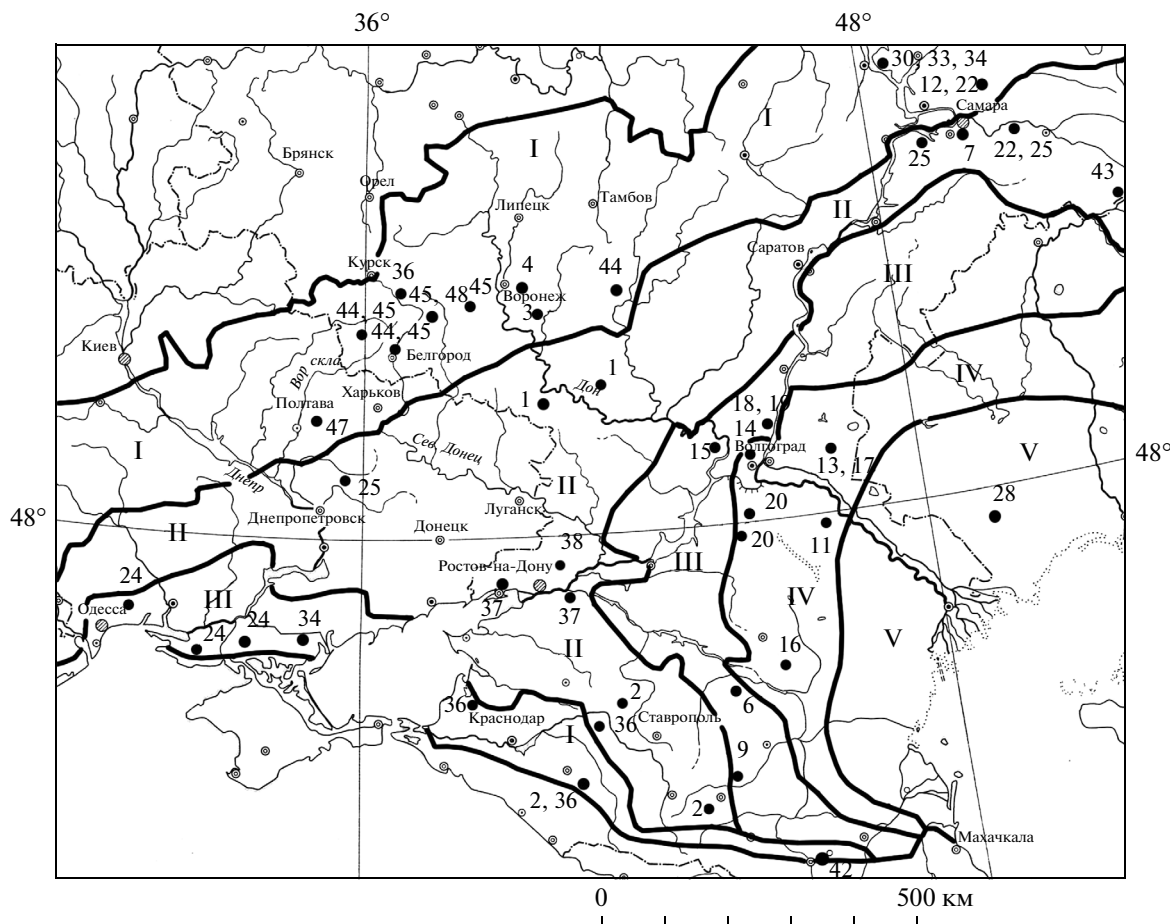 36°
48°
30, 33, 34
12, 22
Самара
I
I
Брянск
25
7
22, 25
43
Орел
Липецк
Тамбов
II
Саратов
Курск
36
4
44
III
45,
48
45
Воронеж
44, 45
3
44, 45
Киев
Белгород
Ворскла
1
Дон
IV
Харьков
Полтава
1
18, 19
47
14
15
Волгоград
I
Сев. Донец
V
48°
13, 17
Днепр
25
II
28
Луганск
48°
Днепропетровск
20
II
Донецк
38
20
11
Ростов-на-Дону
III
24
III
37
37
IV
Одесса
24
24
34
V
II
16
2
6
36
Краснодар
36
Ставрополь
I
9
2, 36
2
Махачкала
42
0
500 км